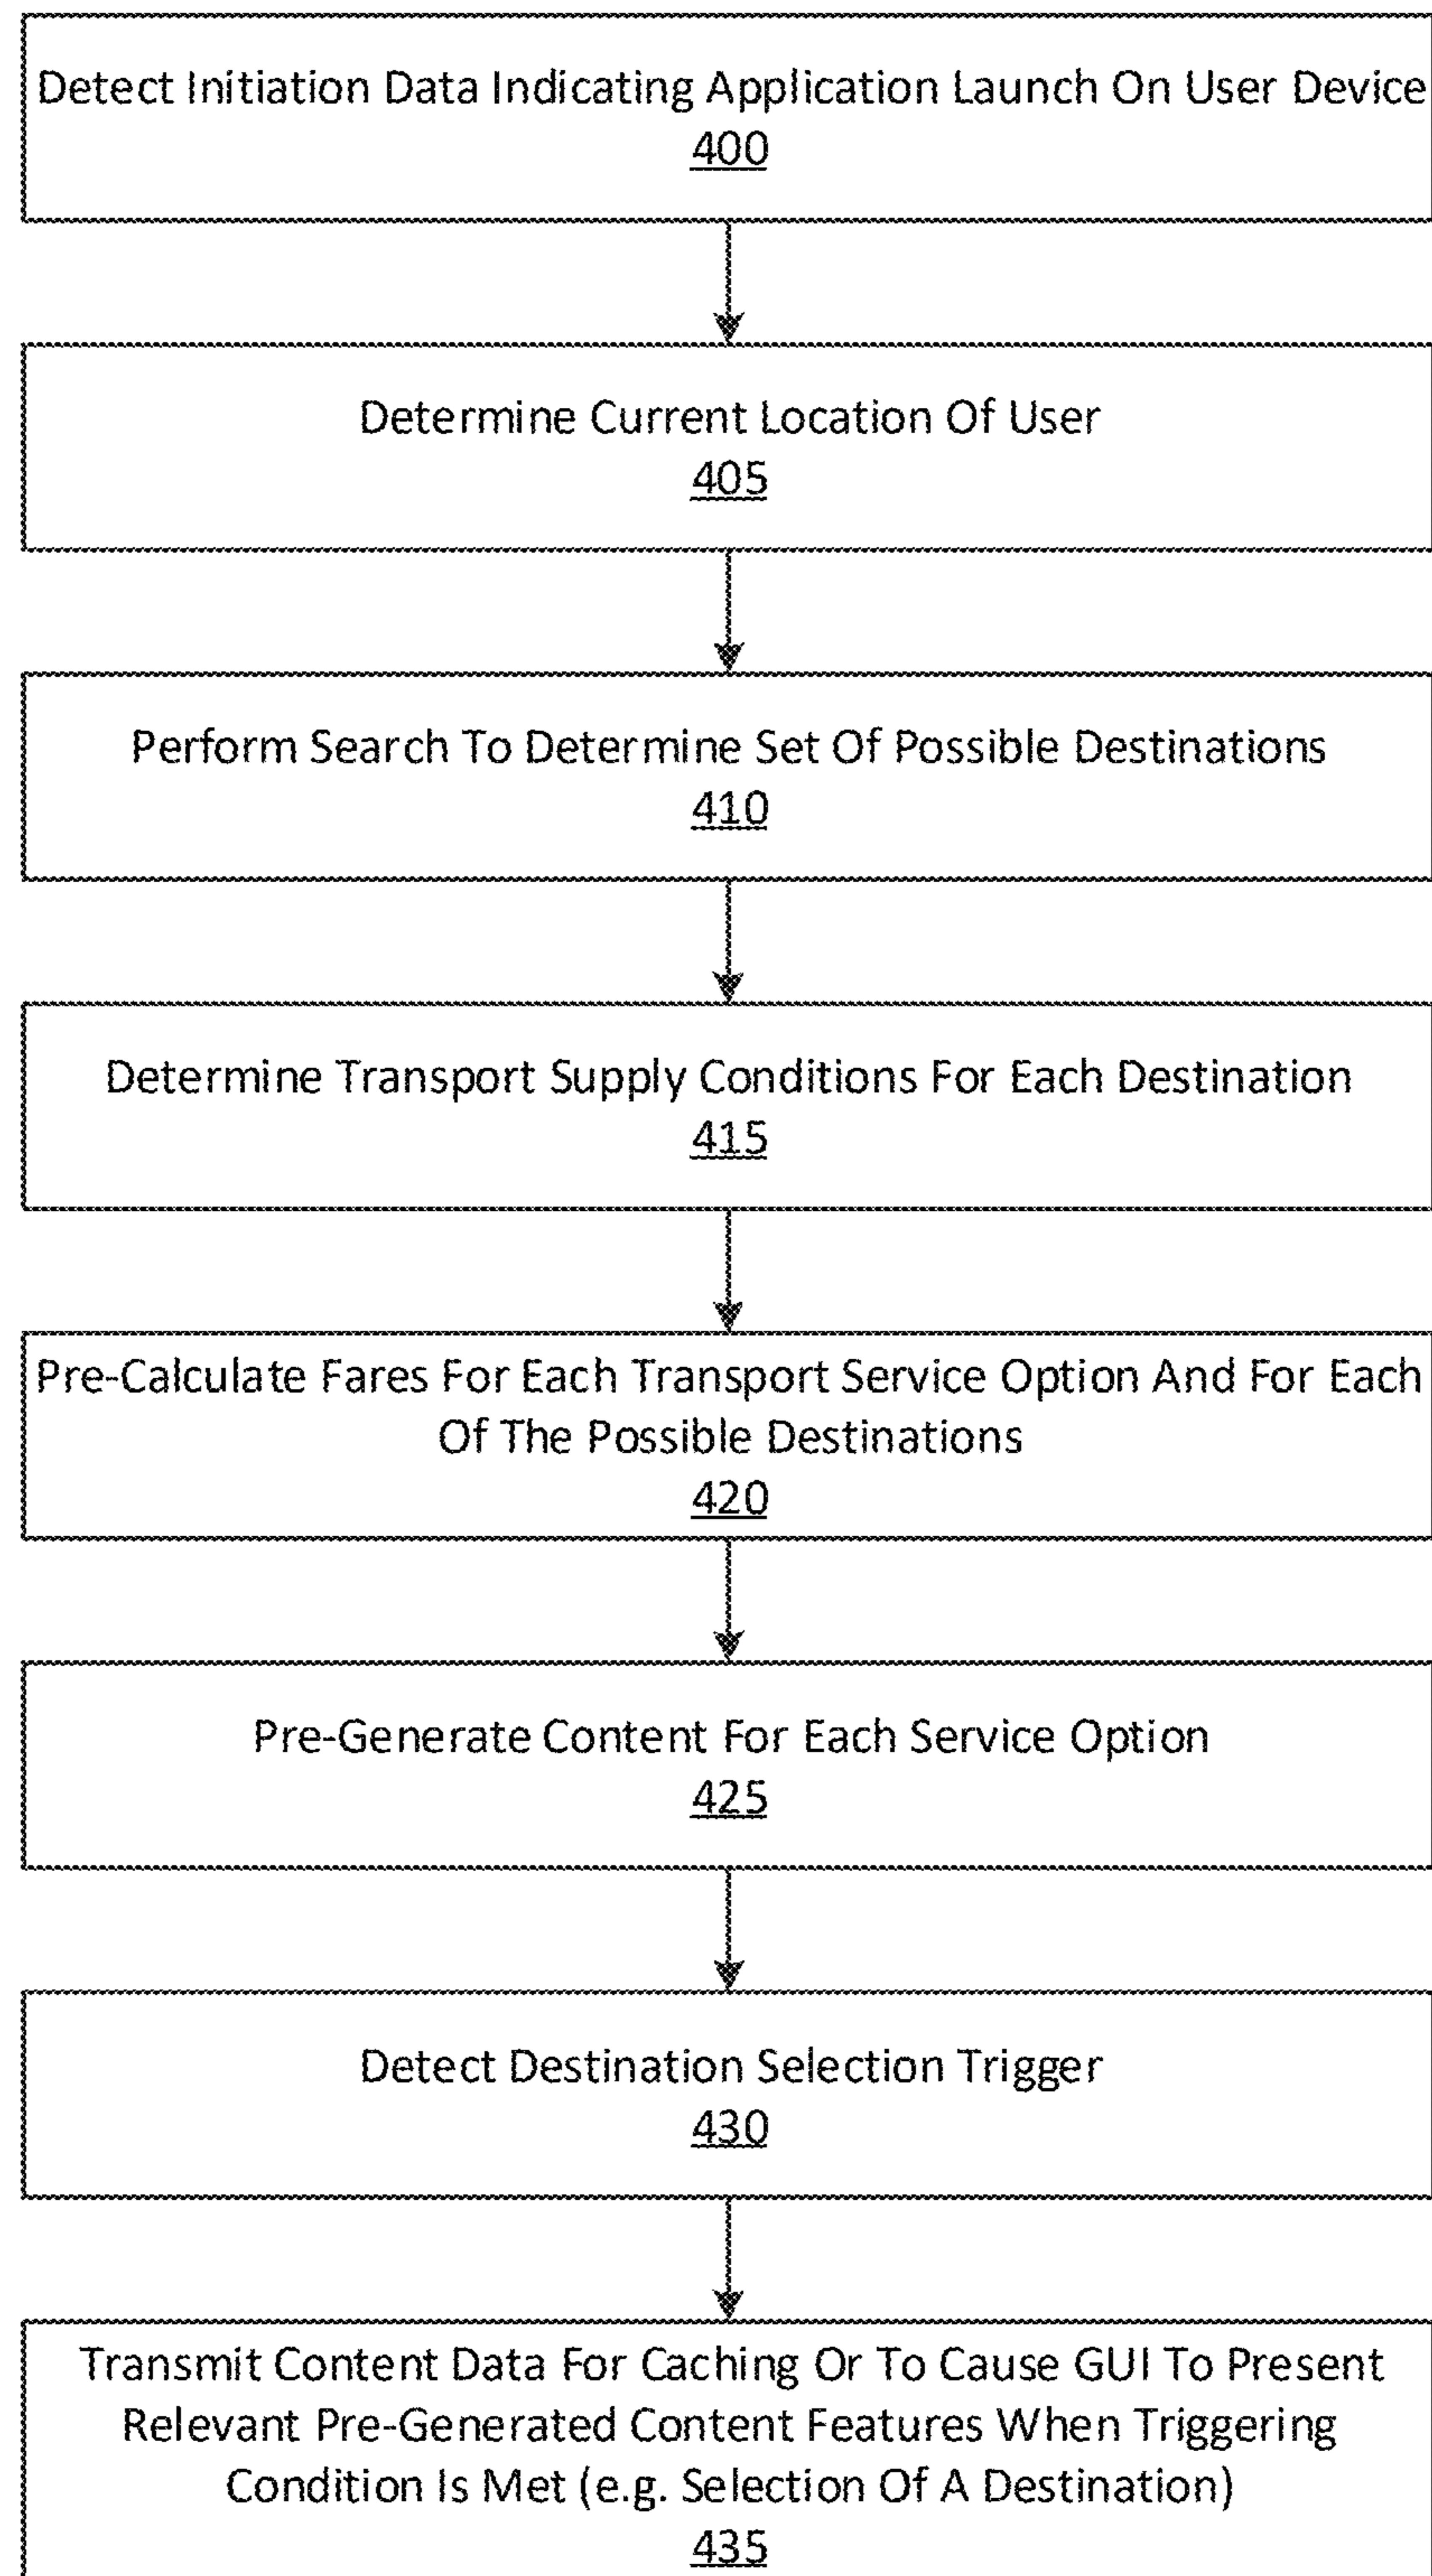 Detect Initiation Data Indicating Application Launch On User Device
400
Determine Current Location Of User
405
Perform Search To Determine Set Of Possible Destinations
410
Determine Transport Supply Conditions For Each Destination
415
Pre-Calculate Fares For Each Transport Service Option And For Each
Of The Possible Destinations
420
Pre-Generate Content For Each Service Option
425
Detect Destination Selection Trigger
430
Transmit Content Data For Caching Or To Cause GUI To Present
Relevant Pre-Generated Content Features When Triggering
Condition Is Met (e.g. Selection Of A Destination)
435